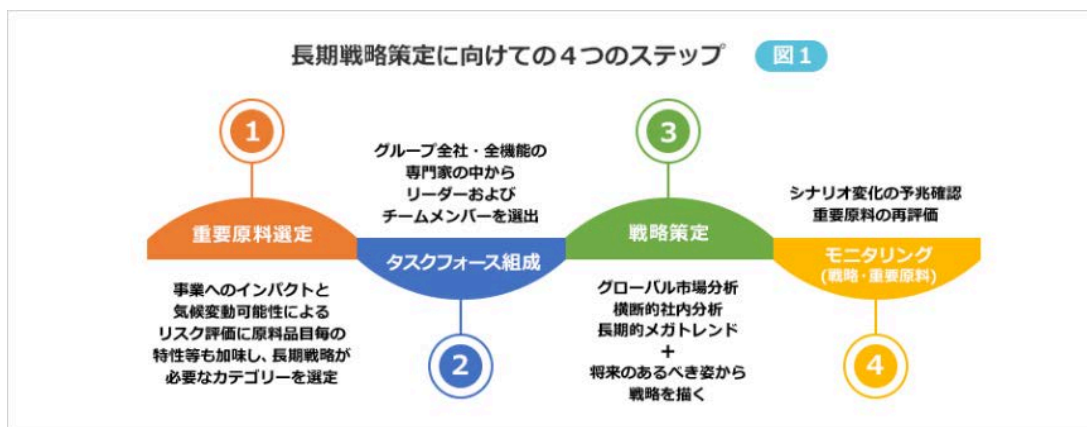 長期戦略策定に向けての4つのステップ
図1
1
重要原料選定
事業へのインパクトと
気候変動可能性による
リスク評価に原料品目毎の
特性等も加味し、長期戦略が
必要なカテゴリーを選定
グループ全社・全機能の
専門家の中から
リーダーおよび
チームメンバーを選出
タスクフォース組成
2
3
戦略策定
グローバル市場分析
横断的社内分析
長期的メガトレンド
+
将来のあるべき姿から
戦略を描く
シナリオ変化の予兆確認
重要原料の再評価
モニタリング
(戦略・重要原料)
4